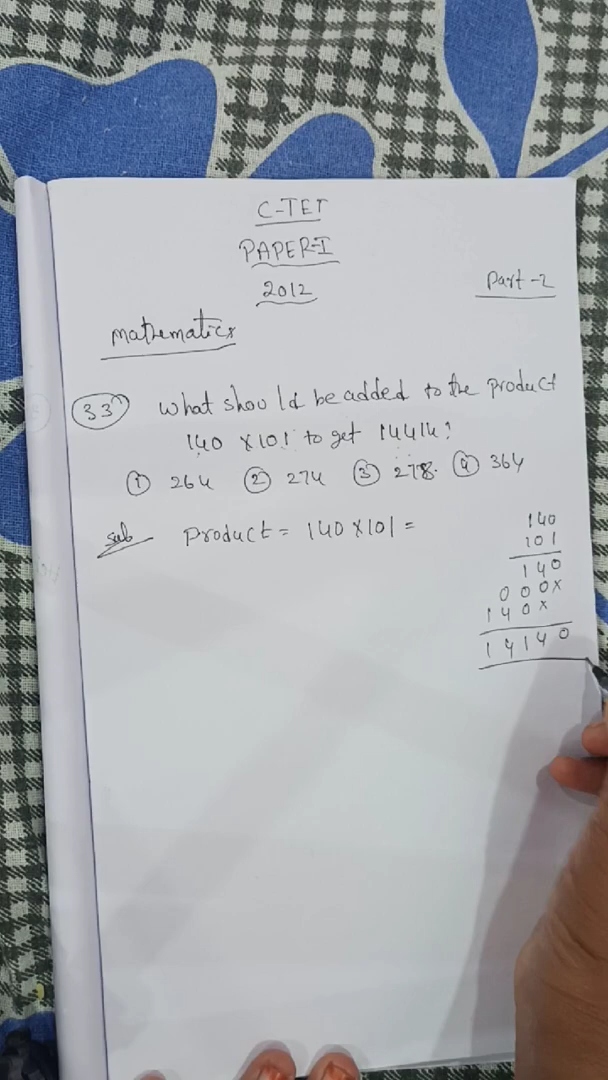 C-TET
PAPER-I
2012
Part-2
Mathematics
33 What should be added to the product
140 x 101 to get 14414?
① 264 ② 274 ③ 278. ④ 364
Product = 140 x 101 =
140
101
140
000x
140x
14140